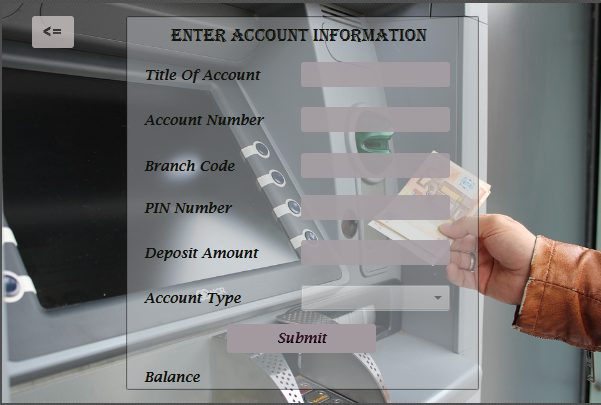 <=
ENTER ACCOUNT INFORMATION
Title Of Account
Account Number
Branch Code
PIN Number
Deposit Amount
Account Type
Submit
Balance